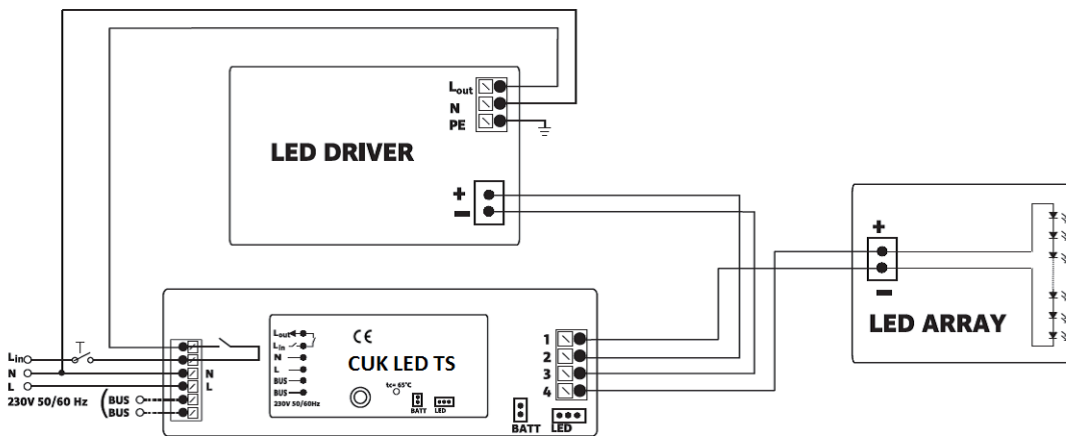 Lout
N
PE
LED DRIVER
+
−
+
−
LED ARRAY
Lin
N
L
230V 50/60 Hz
BUS
BUS
N
L
Lout
Lin
N
L
BUS
BUS
230V 50/60Hz
CE
CUK LED TS
tc= 65°C
BATT
LED
1
2
3
4
BATT
LED